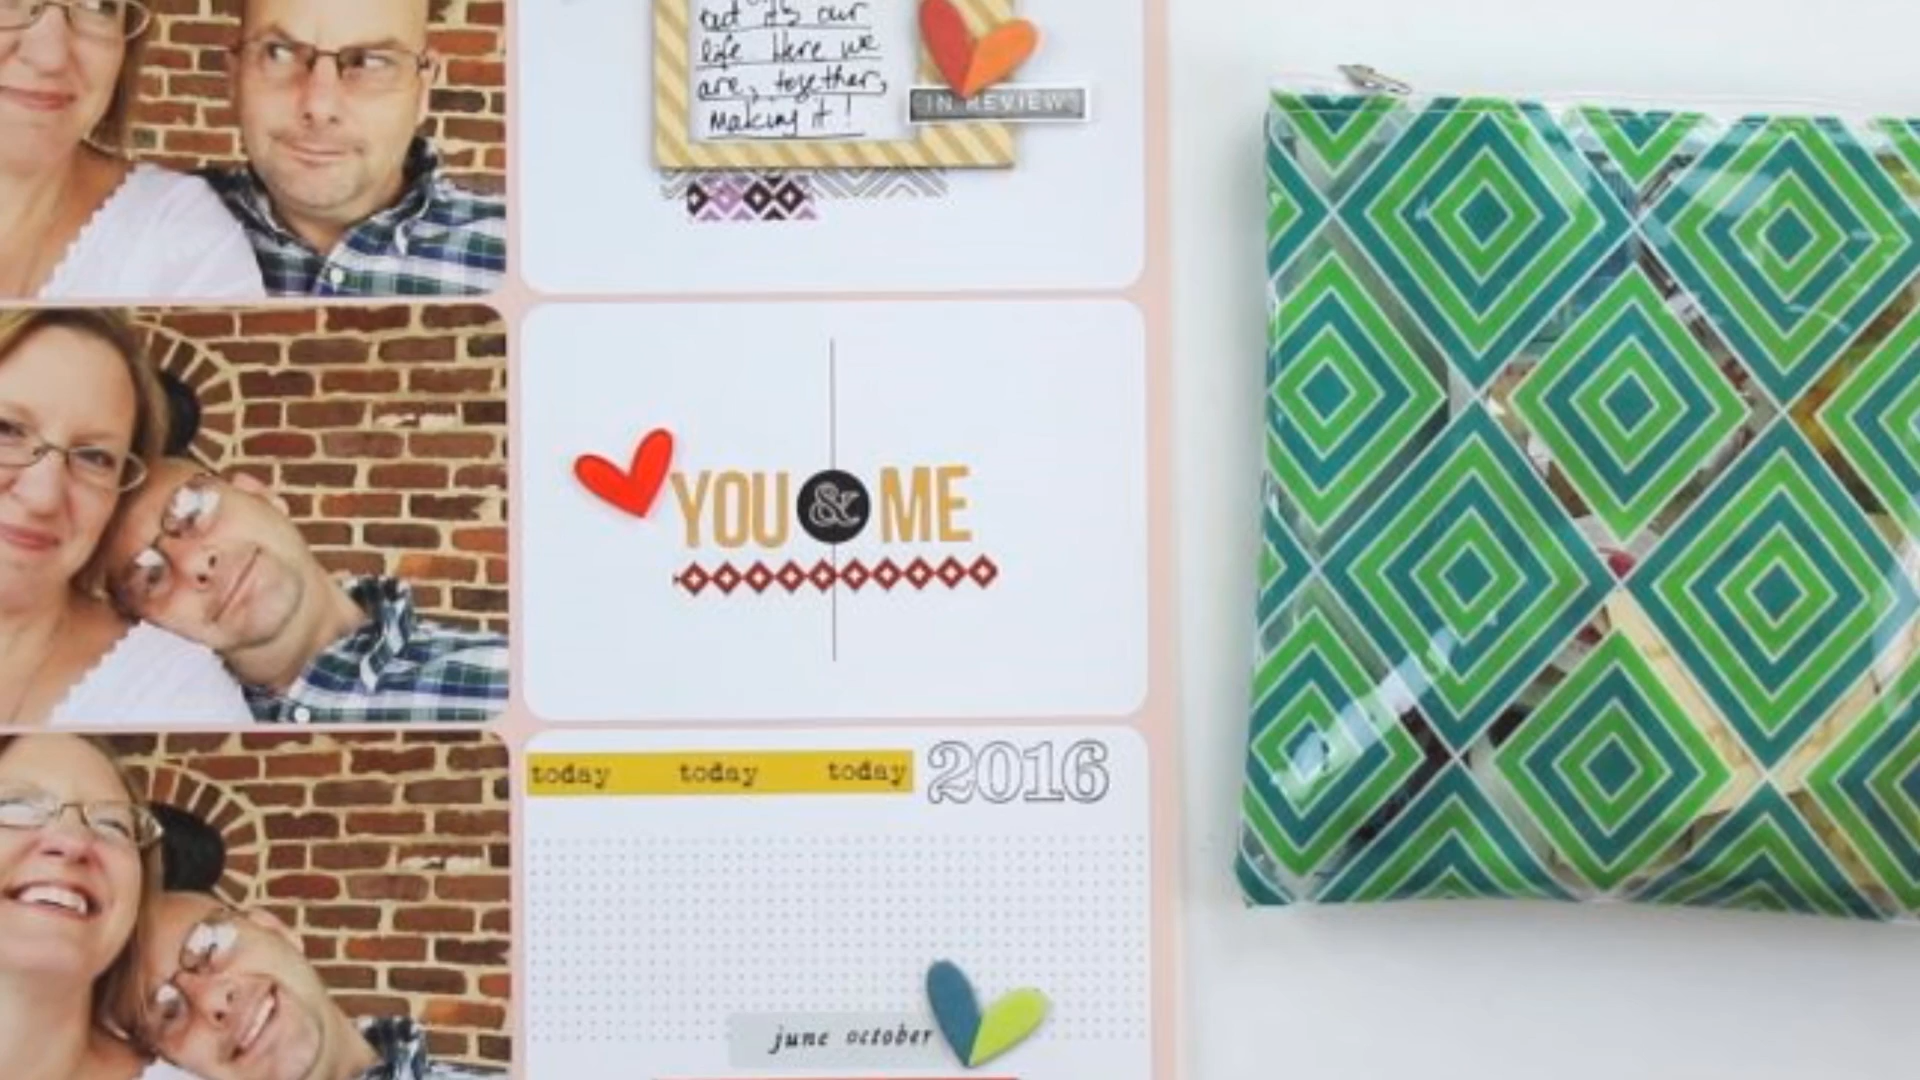 but it's our
life Here we
are, together,
making it!
IN REVIEW
YOU & ME
today today today
2016
june october